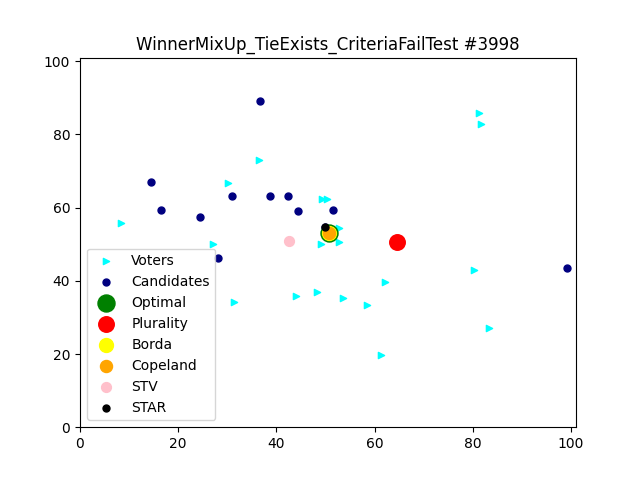 WinnerMixUp_TieExists_CriteriaFailTest #3998
100
80
60
40
20
0
Voters
Candidates
Optimal
Plurality
Borda
Copeland
STV
STAR
0 20 40 60 80 100